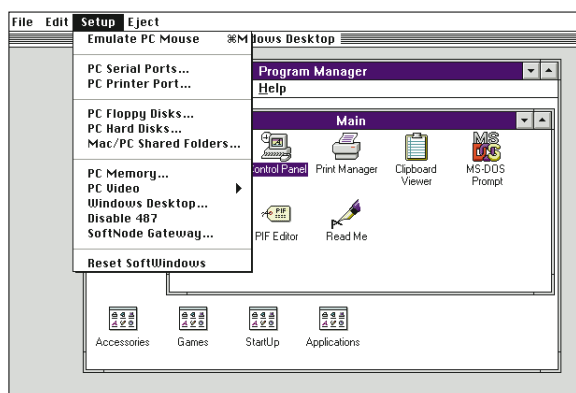 File Edit Setup Eject
Emulate PC Mouse ⌘M
dows Desktop
PC Serial Ports...
PC Printer Port...
PC Floppy Disks...
PC Hard Disks...
Mac/PC Shared Folders...
PC Memory...
PC Video
Windows Desktop...
Disable 487
SoftNode Gateway...
Reset SoftWindows
Program Manager
Help
Main
ontrol Panel
Print Manager
Clipboard
Viewer
MS
DOS
MS-DOS
Prompt
PIF
PIF Editor
Read Me
Accessories
Games
StartUp
Applications